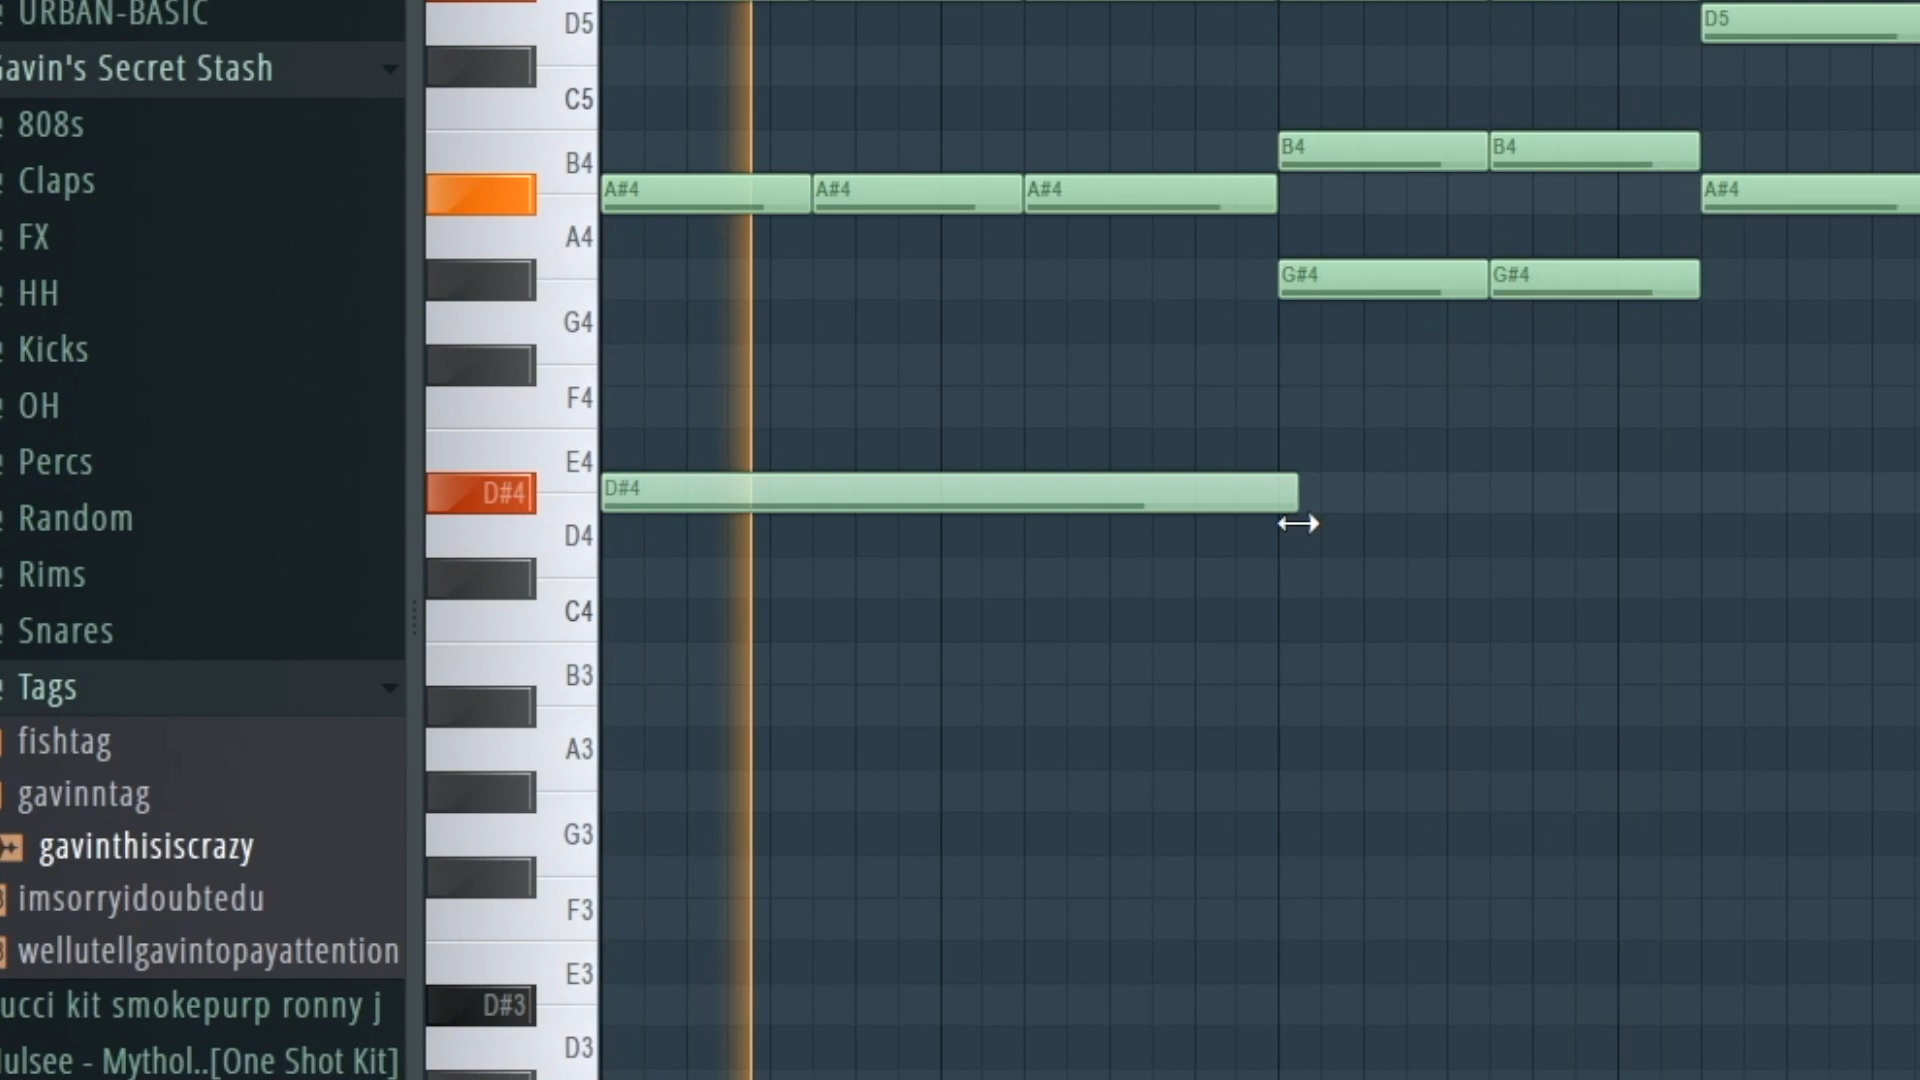 URBAN-BASIC
Gavin's Secret Stash
808s
Claps
FX
HH
Kicks
OH
Percs
Random
Rims
Snares
Tags
fishtag
gavinntag
gavinthisiscrazy
imsorryidoubtedu
wellutellgavintopayattention
ucci kit smokepurp ronny j
ulsee - Mythol..[One Shot Kit]
D5
C5
B4
A4
G4
F4
E4
D#4
D4
C4
B3
A3
G3
F3
E3
D#3
D3
D5
B4 B4
A#4 A#4 A#4 A#4
G#4 G#4
D#4